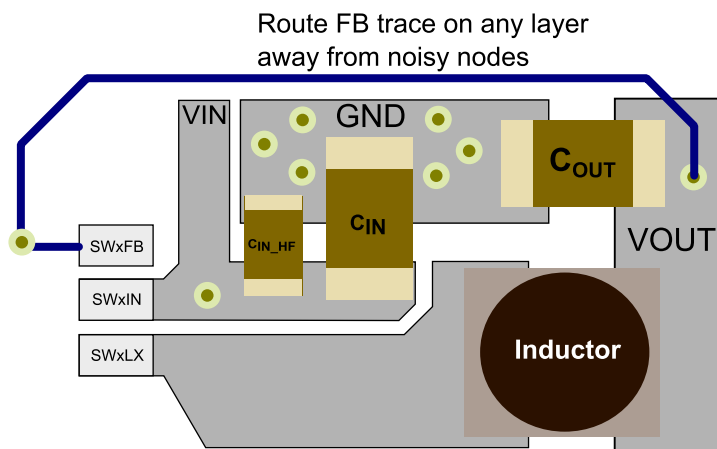 Route FB trace on any layer
away from noisy nodes
VIN
GND
COUT
CIN
CIN_HF
SWxFB
VOUT
SWxIN
SWxLX
Inductor